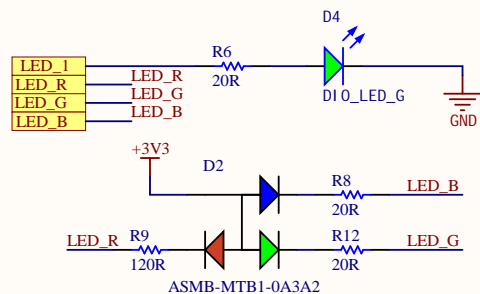 D4
LED_1
R6
20R
LED_R
LED_R
LED_G
LED_G
LED_B
LED_B
DIO_LED_G
GND
+3V3
D2
R8
LED_B
20R
LED_R
R9
R12
LED_G
120R
20R
ASMB-MTB1-0A3A2